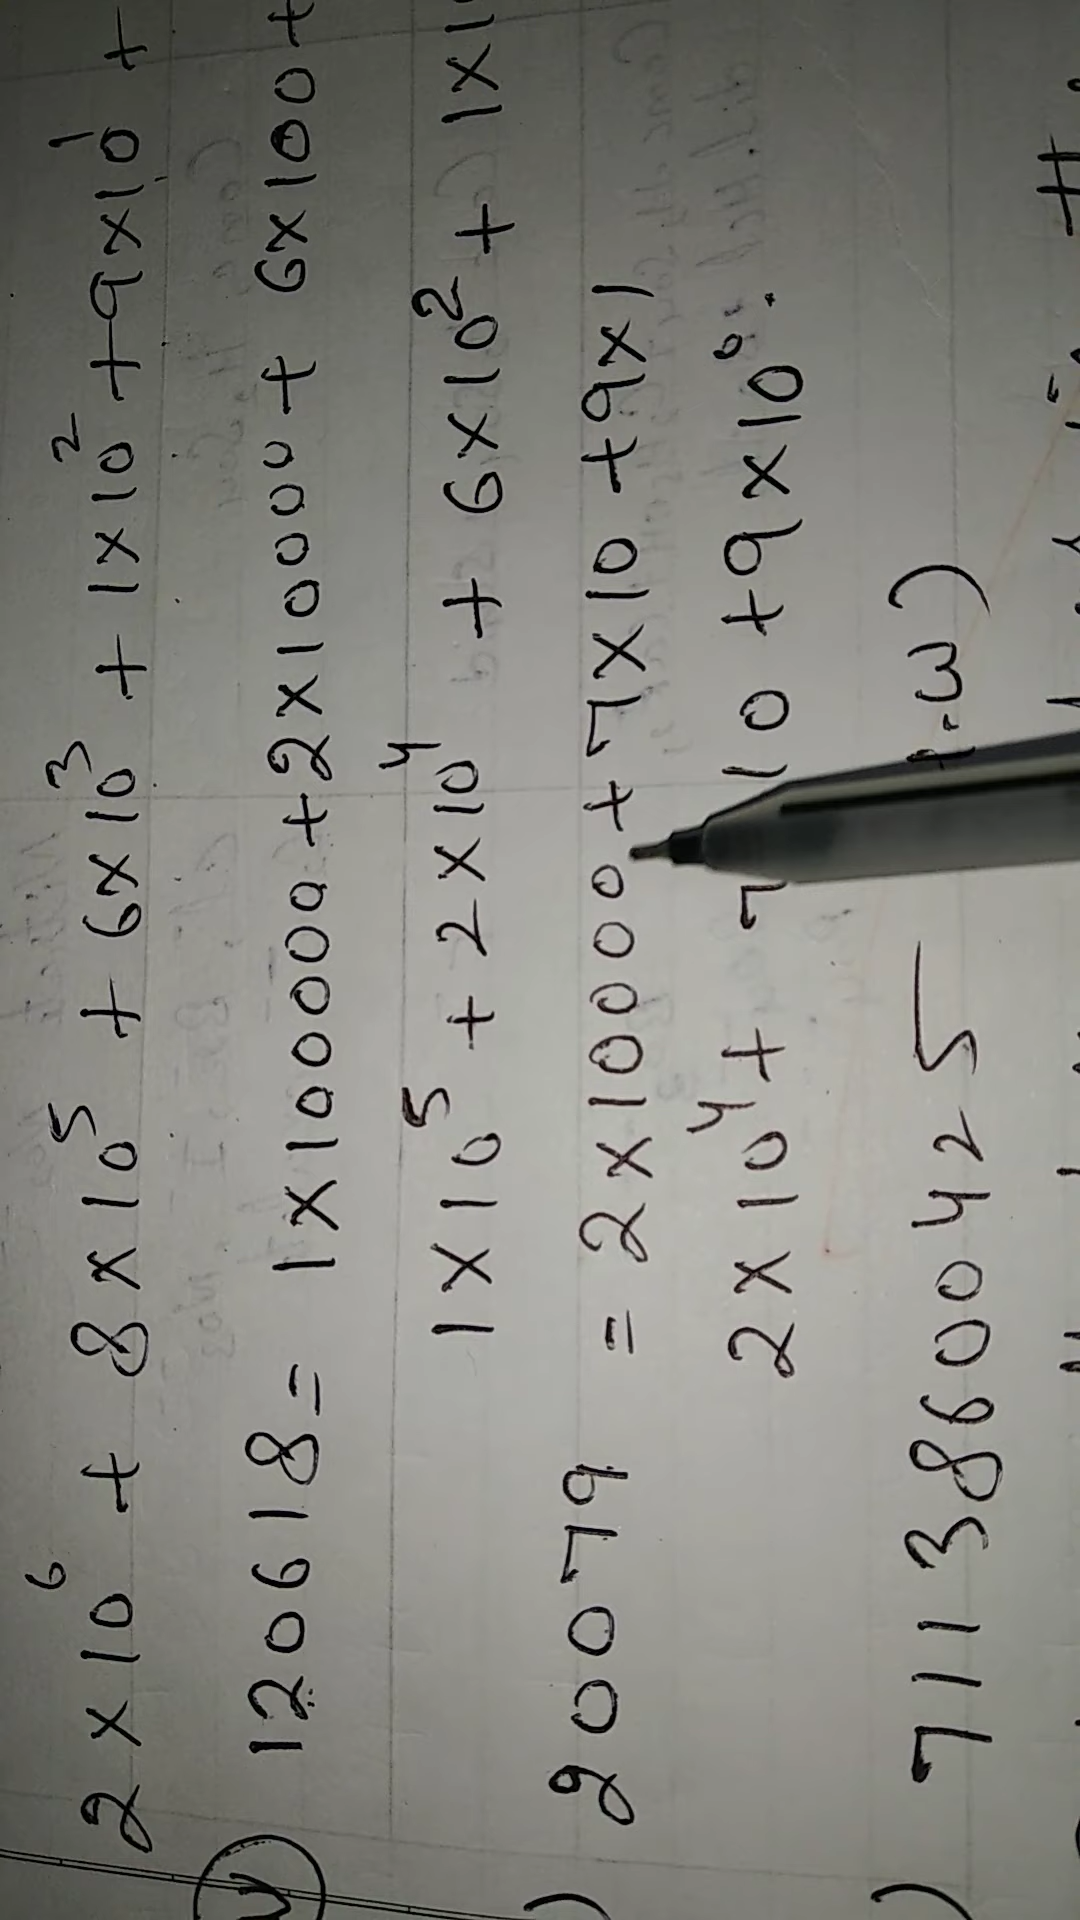 2 × 10⁶ + 8 × 10⁵ + 6 × 10³ + 1 × 10² + 9 × 10¹ +
120618 = 1 × 100000 + 2 × 10000 + 6 × 100 +
1 × 10⁵ + 2 × 10⁴ + 6 × 10² + 1 × 1
20079 = 2 × 10000 + 7 × 10 + 9 × 1
2 × 10⁴ + 7 10 + 9 × 10⁰.
) 71138600425